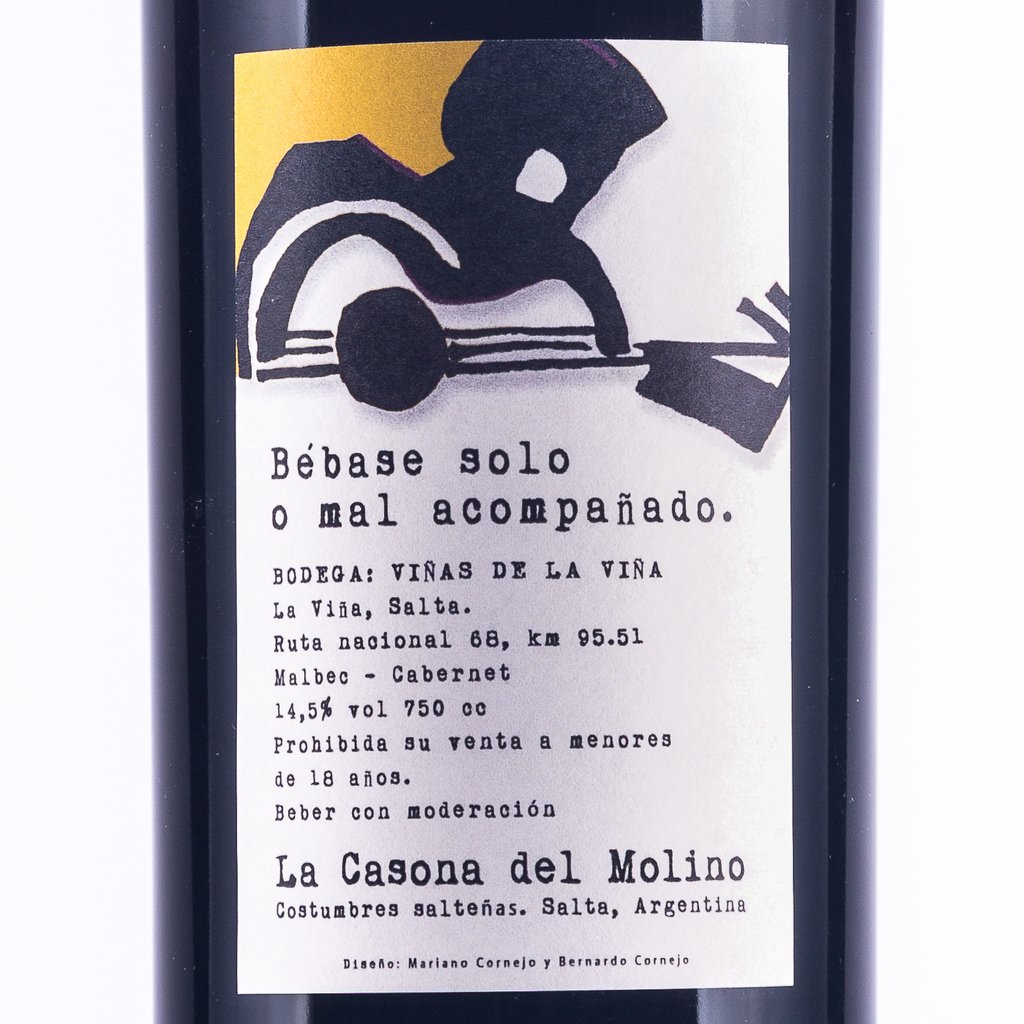 Bébase solo
o mal acompañado.
BODEGA: VIÑAS DE LA VIÑA
La Viña, Salta.
Ruta nacional 68, km 95.51
Malbec - Cabernet
14,5% vol 750 cc
Prohibida su venta a menores
de 18 años.
Beber con moderación
La Casona del Molino
Costumbres salteñas. Salta, Argentina
Diseño: Mariano Cornejo y Bernardo Cornejo